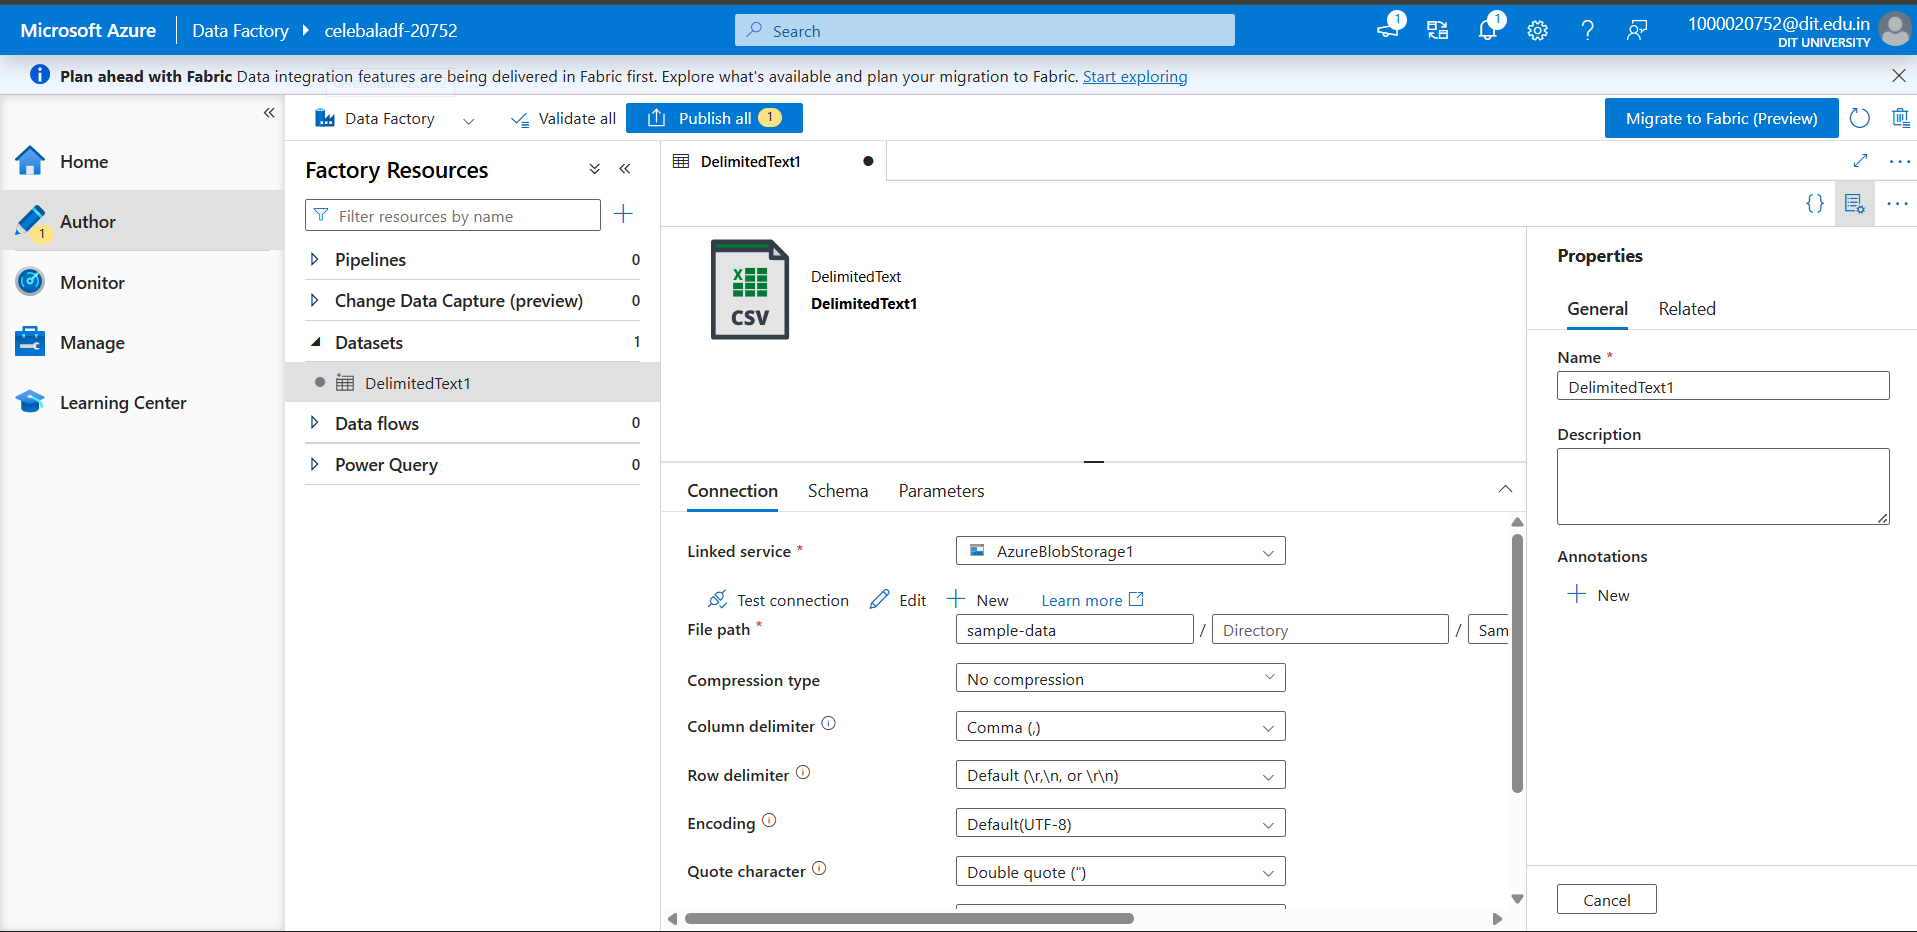 Microsoft Azure Data Factory celebaladf-20752 Search 1 1 1000020752@dit.edu.in
DIT UNIVERSITY
Plan ahead with Fabric Data integration features are being delivered in Fabric first. Explore what's available and plan your migration to Fabric. Start exploring
Data Factory Validate all Publish all 1 Migrate to Fabric (Preview)
Home
Author
1
Monitor
Manage
Learning Center
Factory Resources
Filter resources by name
Pipelines 0
Change Data Capture (preview) 0
Datasets 1
DelimitedText1
Data flows 0
Power Query 0
DelimitedText1
{}
CSV
DelimitedText
DelimitedText1
Connection Schema Parameters
Linked service * AzureBlobStorage1
Test connection Edit New Learn more
File path * sample-data / Directory / Sam
Compression type No compression
Column delimiter Comma (,)
Row delimiter Default (\r,\n, or \r\n)
Encoding Default(UTF-8)
Quote character Double quote (")
Properties
General Related
Name *
DelimitedText1
Description
Annotations
New
Cancel